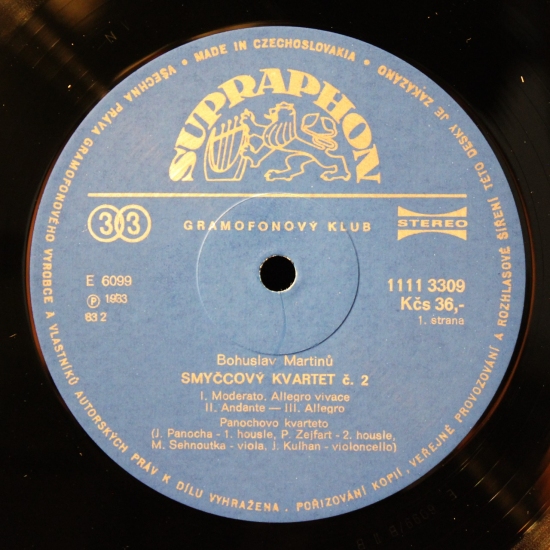 VŠECHNA PRÁVA GRAMOFONOVÉHO VÝROBCE A VLASTNÍKŮ AUTORSKÝCH PRÁV K DÍLU VYHRAŽENA. POŘIZOVÁNÍ KOPIÍ, VEŘEJNÉ PROVOZOVÁNÍ A ROZHLASOVÉ ŠÍŘENÍ TÉTO DESKY JE ZAKÁZÁNO • MADE IN CZECHOSLOVAKIA •
SUPRAPHON
33
GRAMOFONOVÝ KLUB
STEREO
E 6099
1111 3309
Ⓟ 1983
Kčs 36,-
83 2
1. strana
Bohuslav Martinů
SMYČCOVÝ KVARTET č. 2
I. Moderato. Allegro vivace
II. Andante — III. Allegro
Panochovo kvarteto
(J. Panocha - 1. housle, P. Zejfart - 2. housle,
M. Sehnoutka - viola, J. Kulhan - violoncello)